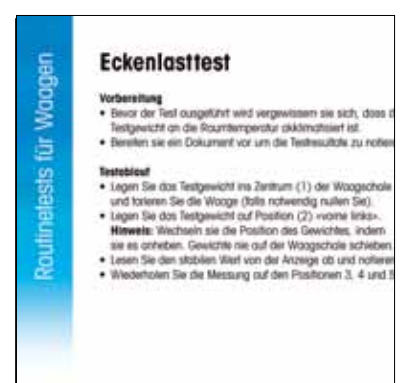 Routinetests für Waagen
Eckenlasttest
Vorbereitung
• Bevor der Test ausgeführt wird vergewissern sie sich, dass d
Testgewicht an die Raumtemperatur akklimatisiert ist.
• Bereiten sie ein Dokument vor um die Testresultate zu notier
Testablauf
• Legen Sie das Testgewicht ins Zentrum (1) der Waagschale
und tarieren Sie die Waage (falls notwendig nullen Sie).
• Legen Sie das Testgewicht auf Position (2) «vorne links».
Hinweis: Wechseln sie die Position des Gewichtes, indem
sie es anheben. Gewichte nie auf der Waagschale schieben.
• Lesen Sie den stabilen Wert von der Anzeige ab und notieren
• Wiederholen Sie die Messung auf den Positionen 3, 4 und 5